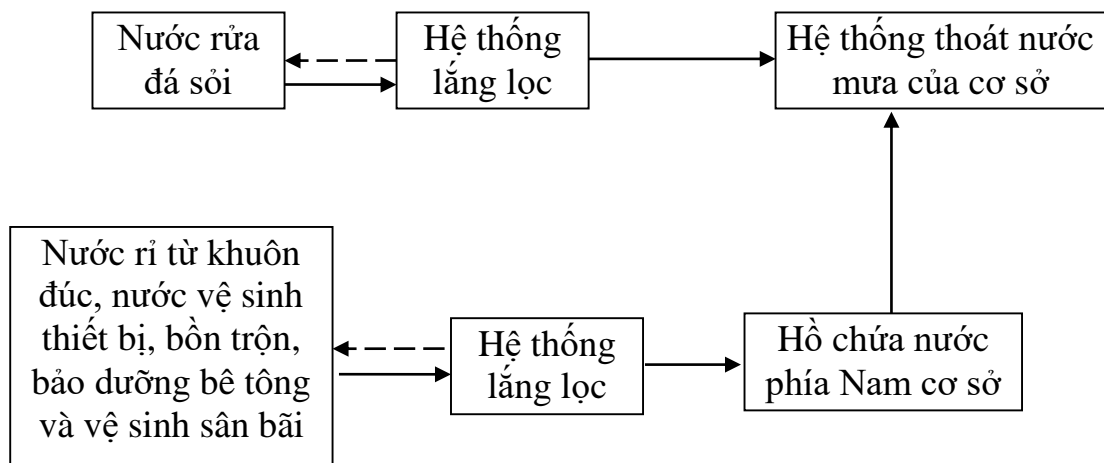 Nước rửa
đá sỏi
Hệ thống
lắng lọc
Hệ thống thoát nước
mưa của cơ sở
Nước rỉ từ khuôn
đúc, nước vệ sinh
thiết bị, bồn trộn,
bảo dưỡng bê tông
và vệ sinh sân bãi
Hệ thống
lắng lọc
Hồ chứa nước
phía Nam cơ sở